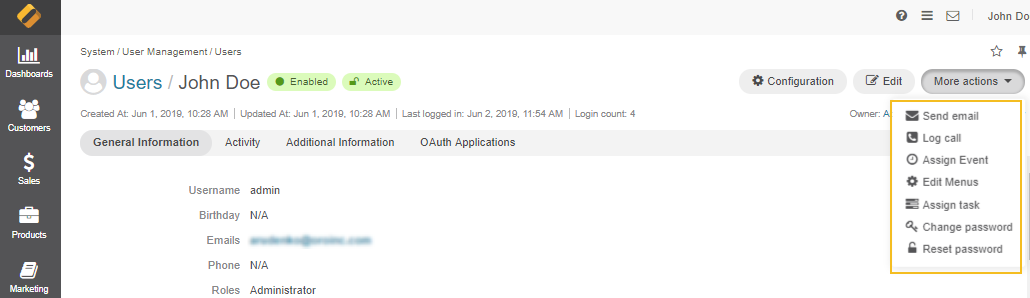 John Do
System / User Management / Users
Users / John Doe Enabled Active
Configuration Edit More actions
Created At: Jun 1, 2019, 10:28 AM Updated At: Jun 1, 2019, 10:28 AM Last logged in: Jun 2, 2019, 11:54 AM Login count: 4 Owner:
General Information Activity Additional Information OAuth Applications
Dashboards
Customers
Sales
Products
Marketing
Username admin
Birthday N/A
Emails
Phone N/A
Roles Administrator
Send email
Log call
Assign Event
Edit Menus
Assign task
Change password
Reset password